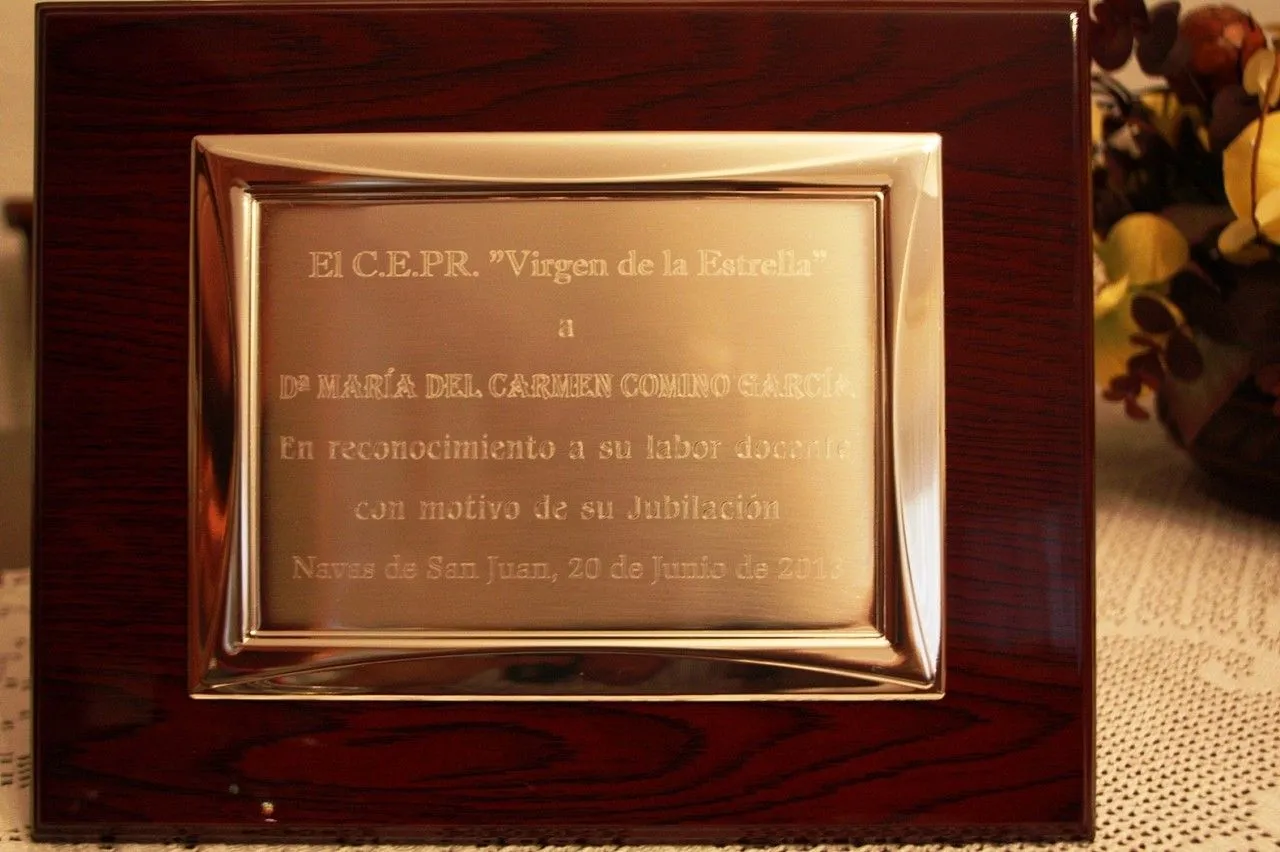 El C.E.PR. "Virgen de la Estrella"
a
Dª MARÍA DEL CARMEN COMINO GARCÍA
En reconocimiento a su labor docente
con motivo de su Jubilación
Navas de San Juan, 20 de Junio de